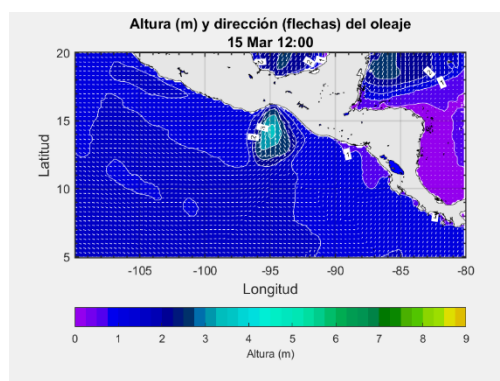 Altura (m) y dirección (flechas) del oleaje
15 Mar 12:00
20
15
10
5
Latitud
-105 -100 -95 -90 -85 -80
Longitud
0 1 2 3 4 5 6 7 8 9
Altura (m)